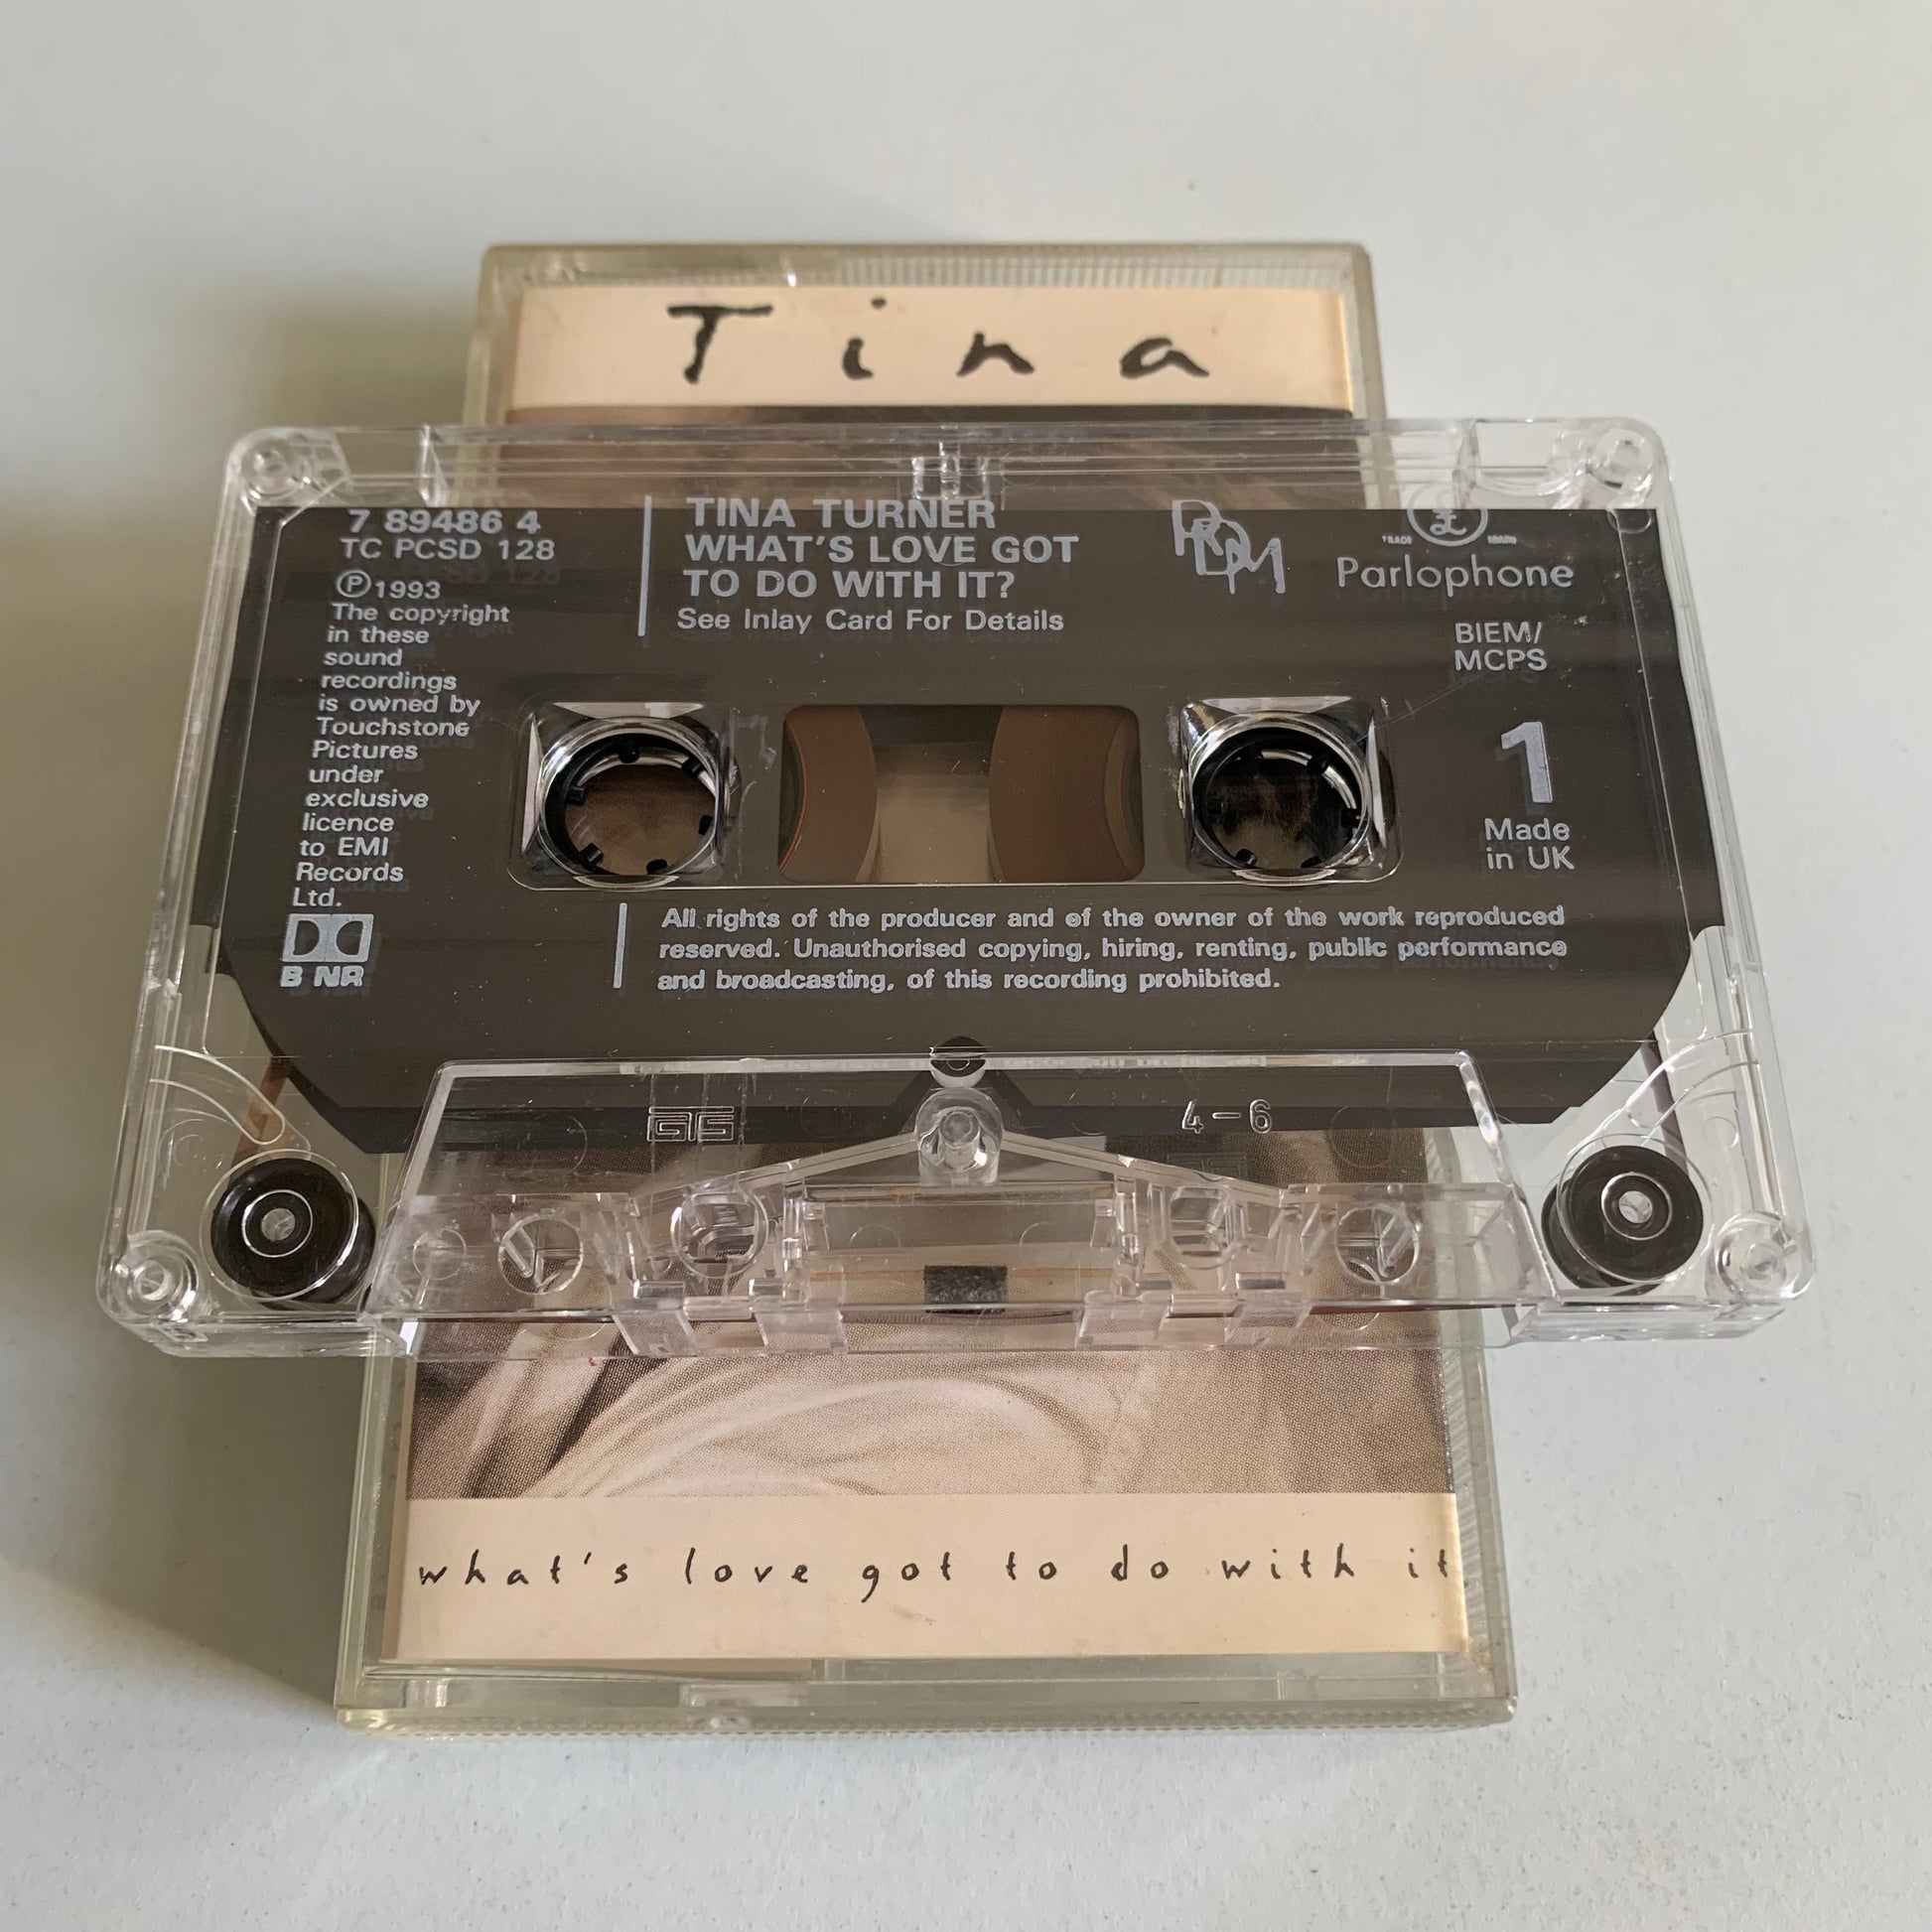 Tina
7 89486 4
TC PCSD 128
Ⓟ1993
The copyright
in these
sound
recordings
is owned by
Touchstone
Pictures
under
exclusive
licence
to EMI
Records
Ltd.
B NR
TINA TURNER
WHAT'S LOVE GOT
TO DO WITH IT?
See Inlay Card For Details
RDM
£
TRADE MARK
Parlophone
BIEM/
MCPS
1
Made
in UK
All rights of the producer and of the owner of the work reproduced
reserved. Unauthorised copying, hiring, renting, public performance
and broadcasting, of this recording prohibited.
4-6
what's love got to do with it